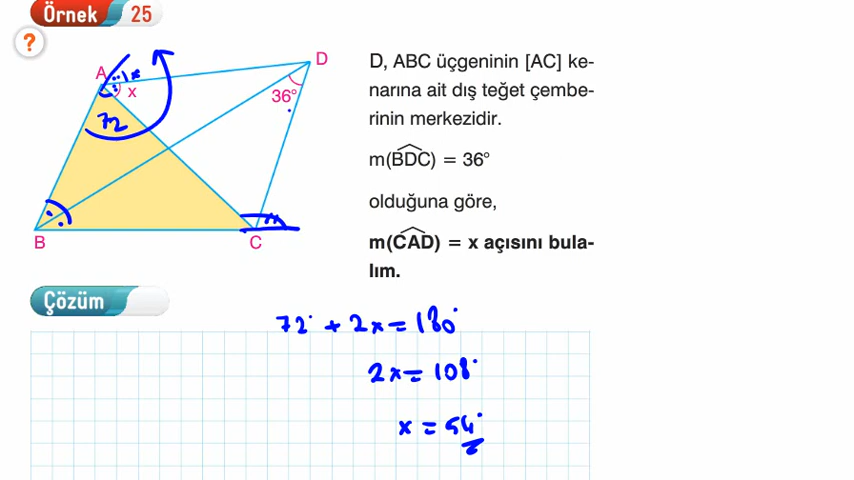 Örnek 25
?
A
x
x
D
36°
72
B
C
D, ABC üçgeninin [AC] ke-
narına ait dış teğet çembe-
rinin merkezidir.
m(BDC) = 36°
olduğuna göre,
m(CAD) = x açısını bula-
lım.
Çözüm
72° + 2x = 180°
2x = 108°
x = 54°